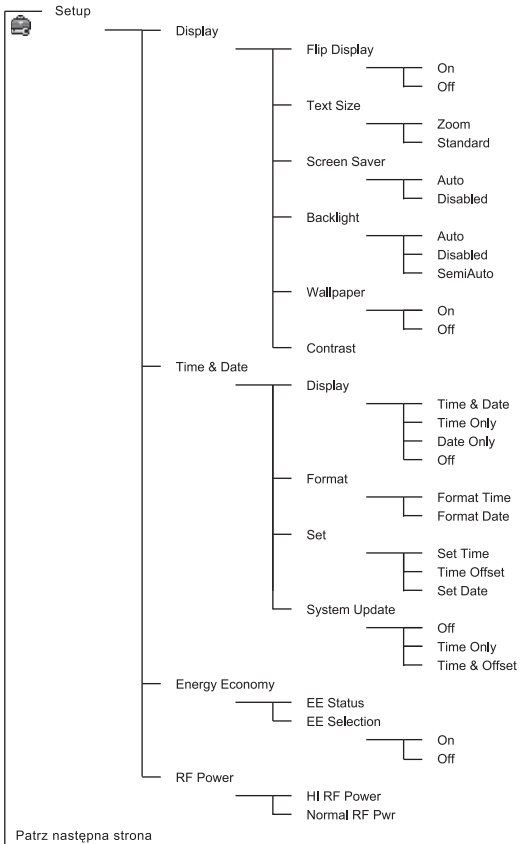 Setup
Display
Flip Display
On
Off
Text Size
Zoom
Standard
Screen Saver
Auto
Disabled
Backlight
Auto
Disabled
SemiAuto
Wallpaper
On
Off
Contrast
Time & Date
Display
Time & Date
Time Only
Date Only
Off
Format
Format Time
Format Date
Set
Set Time
Time Offset
Set Date
System Update
Off
Time Only
Time & Offset
Energy Economy
EE Status
EE Selection
On
Off
RF Power
HI RF Power
Normal RF Pwr
Patrz następna strona